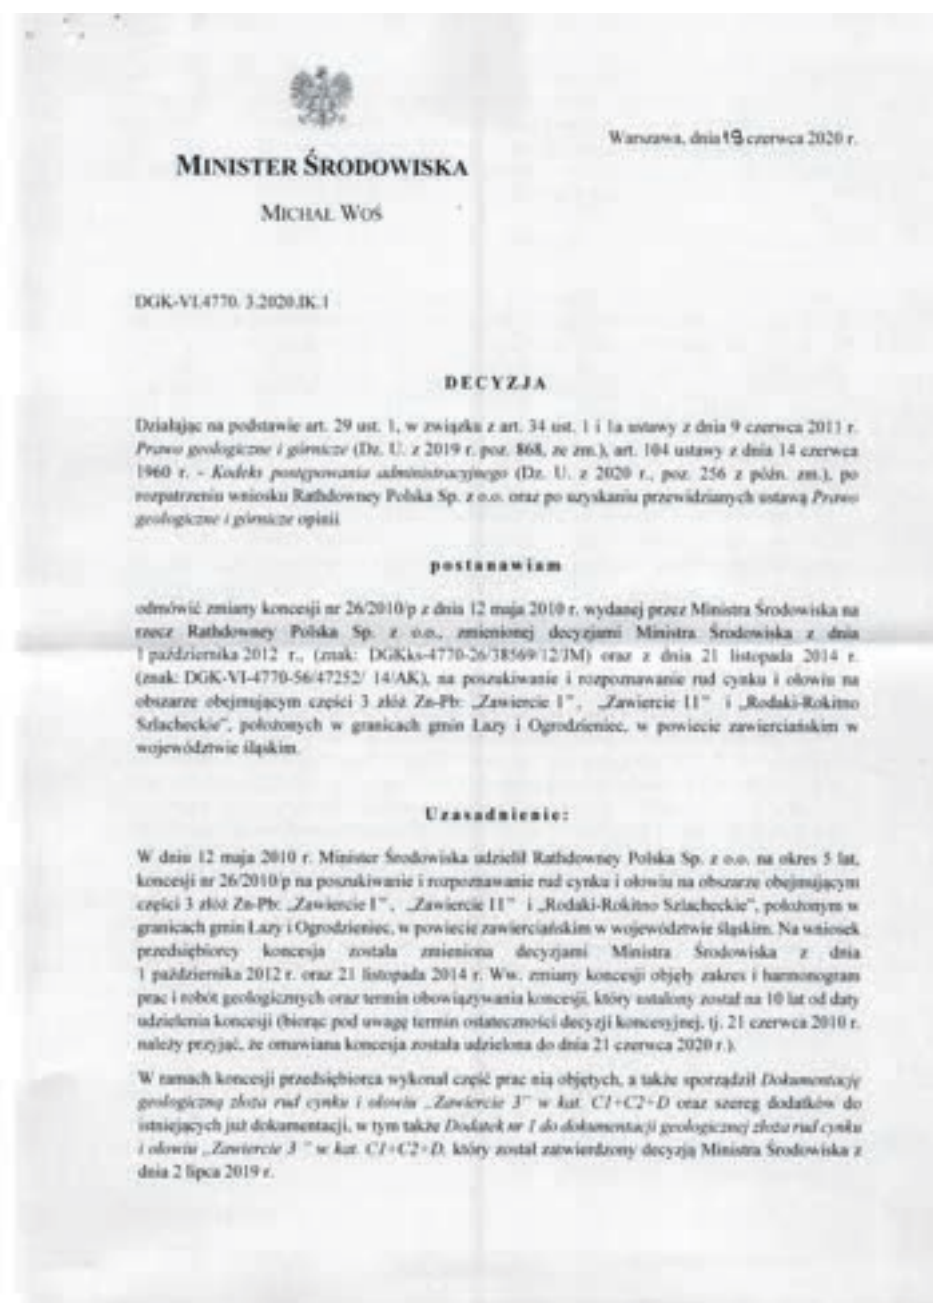 Warszawa, dnia 19 czerwca 2020 r.
MINISTER ŚRODOWISKA
MICHAŁ WOŚ
DGK-VI.4770. 3.2020.IK.1
DECYZJA
Działając na podstawie art. 29 ust. 1, w związku z art. 34 ust. 1 i 1a ustawy z dnia 9 czerwca 2011 r.
Prawo geologiczne i górnicze (Dz. U. z 2019 r. poz. 868, ze zm.), art. 104 ustawy z dnia 14 czerwca
1960 r. - Kodeks postępowania administracyjnego (Dz. U. z 2020 r., poz. 256 z późn. zm.), po
rozpatrzeniu wniosku Rathdowney Polska Sp. z o.o. oraz po uzyskaniu przewidzianych ustawą Prawo
geologiczne i górnicze opinii
postanawiam
odmówić zmiany koncesji nr 26/2010/p z dnia 12 maja 2010 r. wydanej przez Ministra Środowiska na
rzecz Rathdowney Polska Sp. z o.o., zmienionej decyzjami Ministra Środowiska z dnia
1 października 2012 r., (znak: DGKks-4770-26/38569/12/JM) oraz z dnia 21 listopada 2014 r.
(znak: DGK-VI-4770-56/47252/ 14/AK), na poszukiwanie i rozpoznawanie rud cynku i ołowiu na
obszarze obejmującym części 3 złóż Zn-Pb: „Zawiercie I”, „Zawiercie II” i „Rodaki-Rokitno
Szlacheckie”, położonych w granicach gmin Łazy i Ogrodzieniec, w powiecie zawierciańskim w
województwie śląskim.
Uzasadnienie:
W dniu 12 maja 2010 r. Minister Środowiska udzielił Rathdowney Polska Sp. z o.o. na okres 5 lat,
koncesji nr 26/2010/p na poszukiwanie i rozpoznawanie rud cynku i ołowiu na obszarze obejmującym
części 3 złóż Zn-Pb: „Zawiercie I”, „Zawiercie II” i „Rodaki-Rokitno Szlacheckie”, położonym w
granicach gmin Łazy i Ogrodzieniec, w powiecie zawierciańskim w województwie śląskim. Na wniosek
przedsiębiorcy koncesja została zmieniona decyzjami Ministra Środowiska z dnia
1 października 2012 r. oraz 21 listopada 2014 r. Ww. zmiany koncesji objęły zakres i harmonogram
prac i robót geologicznych oraz termin obowiązywania koncesji, który ustalony został na 10 lat od daty
udzielenia koncesji (biorąc pod uwagę termin ostateczności decyzji koncesyjnej, tj. 21 czerwca 2010 r.
należy przyjąć, że omawiana koncesja została udzielona do dnia 21 czerwca 2020 r.).
W ramach koncesji przedsiębiorca wykonał część prac nią objętych, a także sporządził Dokumentację
geologiczną złoża rud cynku i ołowiu „Zawiercie 3” w kat. C1+C2+D oraz szereg dodatków do
istniejących już dokumentacji, w tym także Dodatek nr 1 do dokumentacji geologicznej złoża rud cynku
i ołowiu „Zawiercie 3 ” w kat. C1+C2+D, który został zatwierdzony decyzją Ministra Środowiska z
dnia 2 lipca 2019 r.